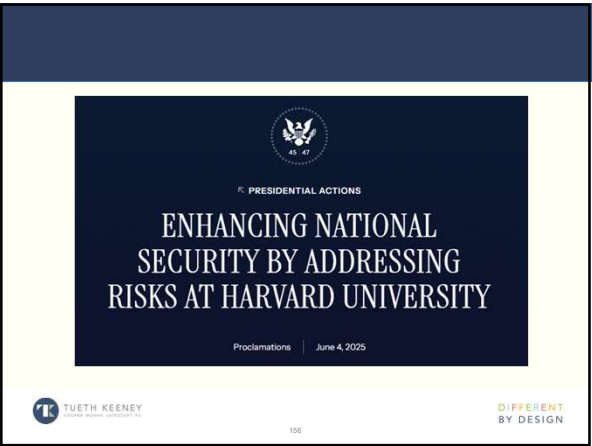 45 47
PRESIDENTIAL ACTIONS
ENHANCING NATIONAL
SECURITY BY ADDRESSING
RISKS AT HARVARD UNIVERSITY
Proclamations | June 4, 2025
TK TUETH KEENEY
DIFFERENT
BY DESIGN
156